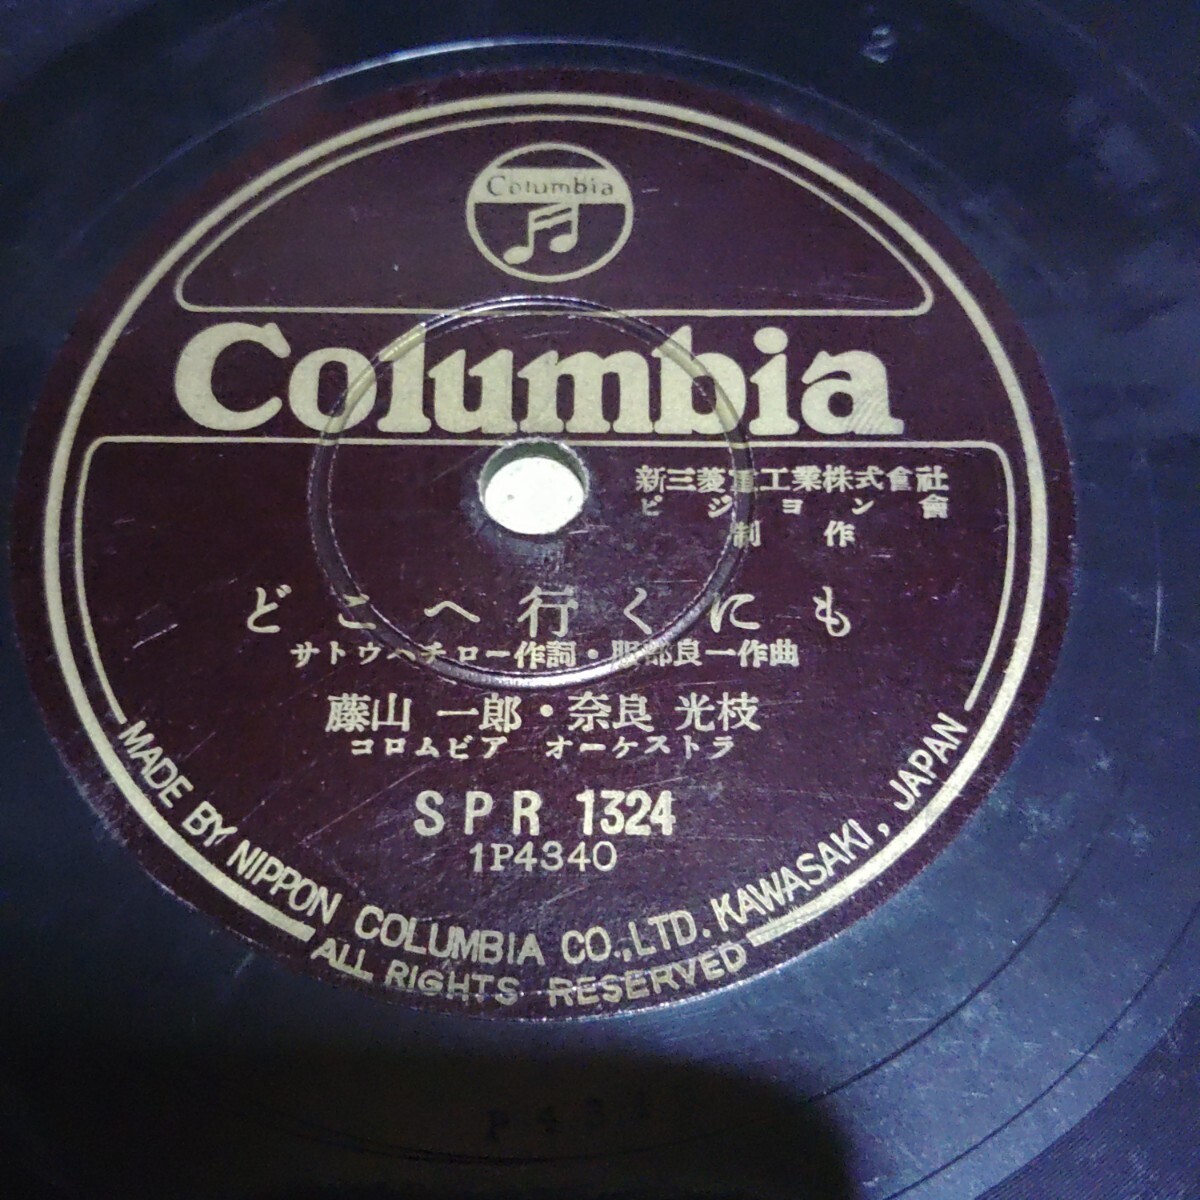 2
Columbia
Columbia
新三菱重工業株式會社
ピジョン會
制作
どこへ行くにも
サトウハチロー作詞・服部良一作曲
藤山 一郎・奈良 光枝
コロムビア オーケストラ
SPR 1324
1P4340
MADE BY NIPPON COLUMBIA CO.,LTD. KAWASAKI, JAPAN
ALL RIGHTS RESERVED